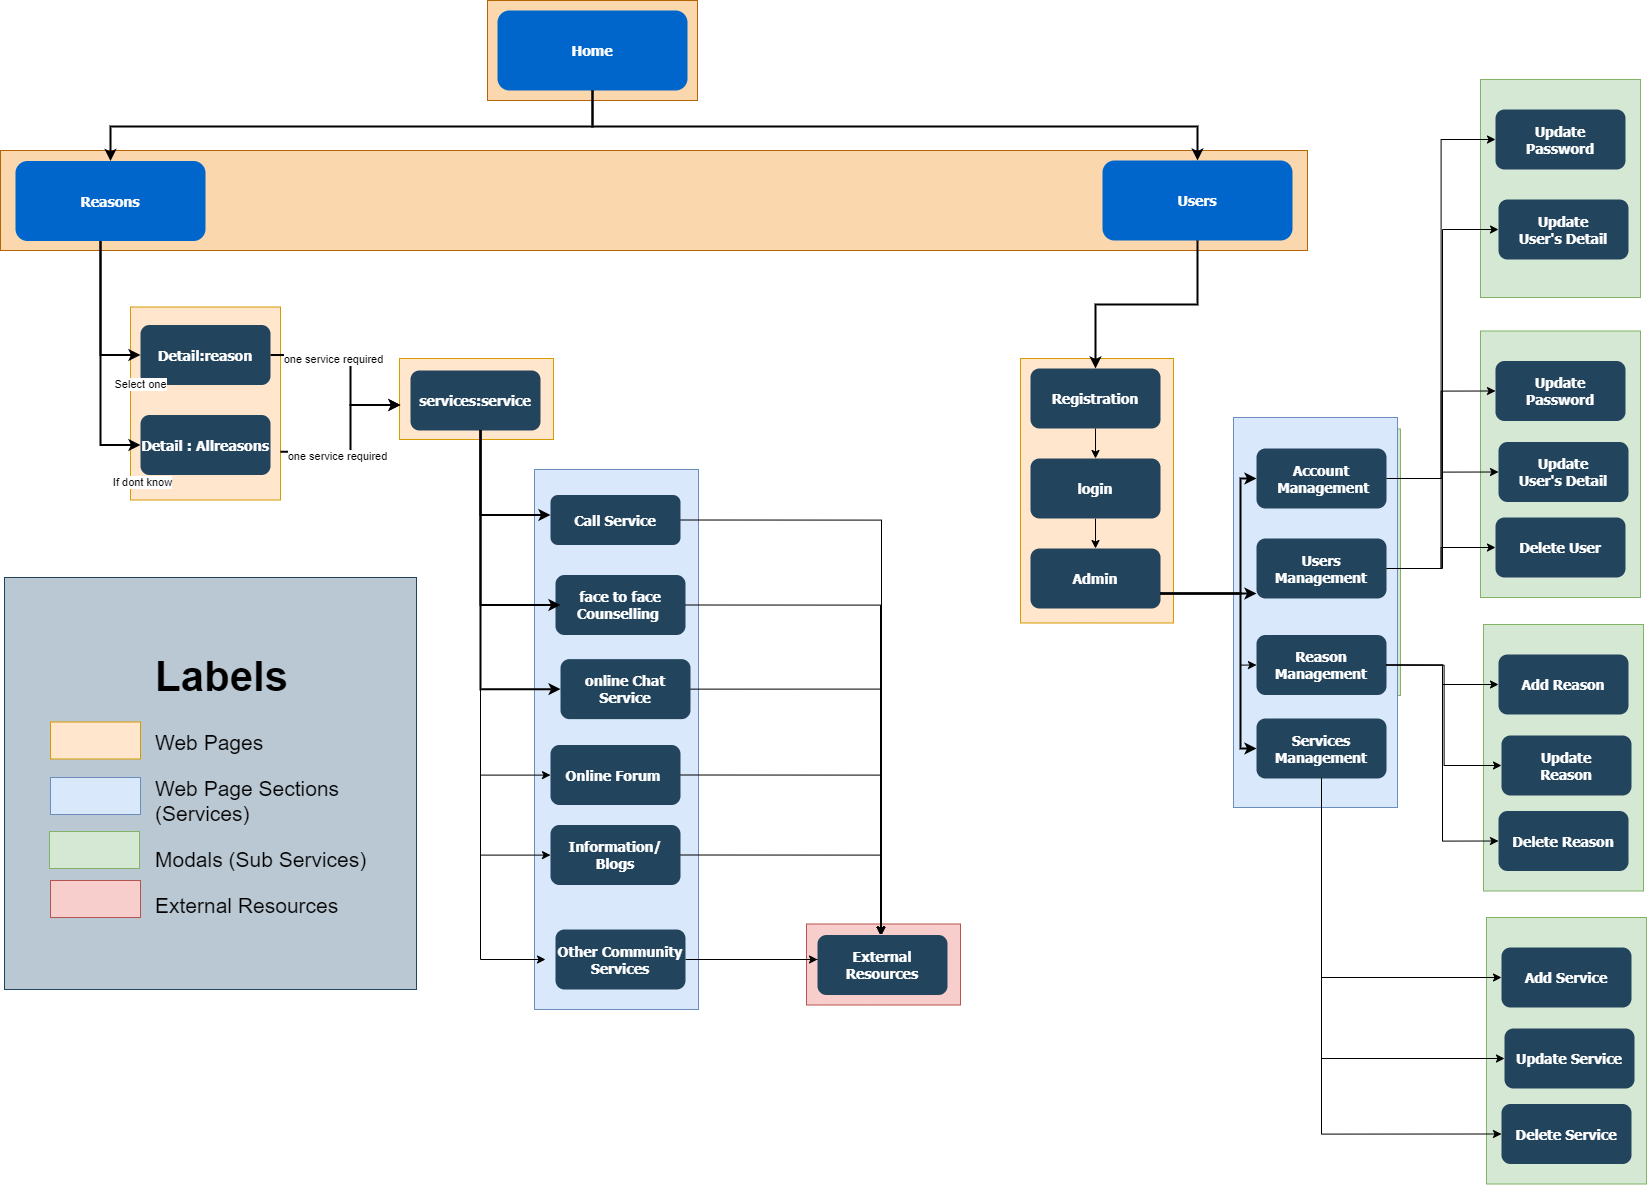 Home
Reasons
Users
Detail:reason
Select one
one service required
Detail : Allreasons
If dont know
one service required
services:service
Call Service
face to face
Counselling
online Chat
Service
Online Forum
Information/
Blogs
Other Community
Services
External
Resources
Registration
login
Admin
Account
Management
Users
Management
Reason
Management
Services
Management
Update
Password
Update
User's Detail
Update
Password
Update
User's Detail
Delete User
Add Reason
Update
Reason
Delete Reason
Add Service
Update Service
Delete Service
Labels
Web Pages
Web Page Sections
(Services)
Modals (Sub Services)
External Resources